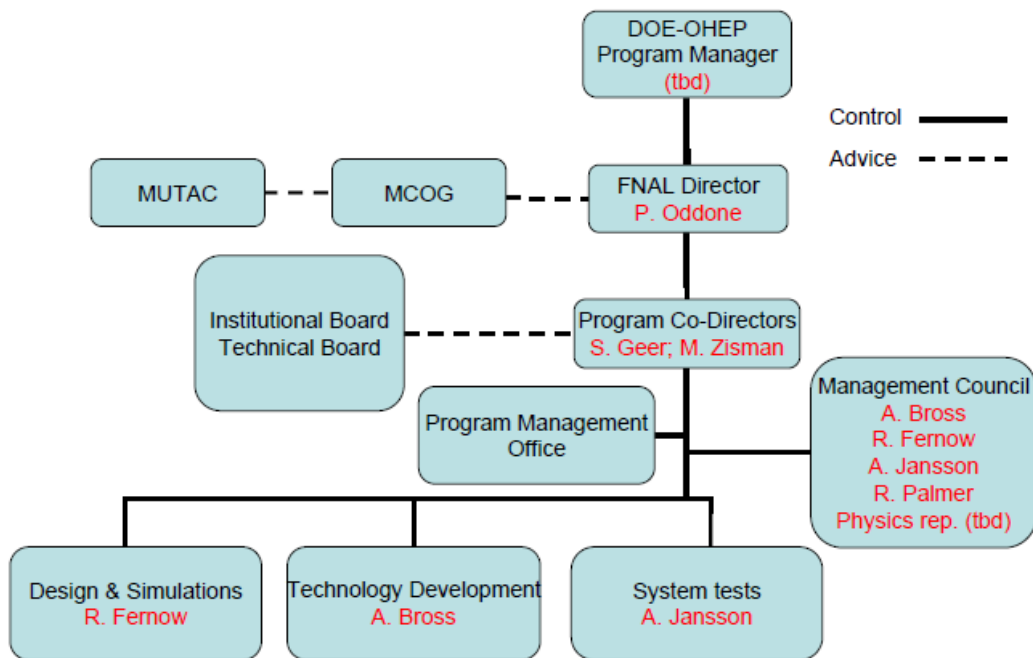 DOE-OHEP
Program Manager
(tbd)
Control
Advice
MUTAC
MCOG
FNAL Director
P. Oddone
Institutional Board
Technical Board
Program Co-Directors
S. Geer; M. Zisman
Management Council
A. Bross
R. Fernow
A. Jansson
R. Palmer
Physics rep. (tbd)
Program Management
Office
Design & Simulations
R. Fernow
Technology Development
A. Bross
System tests
A. Jansson